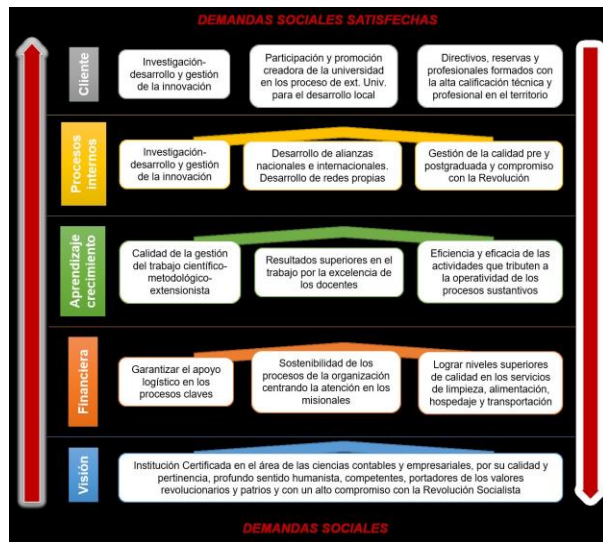 DEMANDAS SOCIALES SATISFECHAS
Cliente
Investigación-
desarrollo y gestión
de la innovación
Participación y promoción
creadora de la universidad
en los proceso de ext. Univ.
para el desarrollo local
Directivos, reservas y
profesionales formados con
la alta calificación técnica y
profesional en el territorio
Procesos
internos
Investigación-
desarrollo y gestión
de la innovación
Desarrollo de alianzas
nacionales e internacionales.
Desarrollo de redes propias
Gestión de la calidad pre y
postgraduada y compromiso
con la Revolución
Aprendizaje
crecimiento
Calidad de la gestión
del trabajo científico-
metodológico-
extensionista
Resultados superiores en el
trabajo por la excelencia de
los docentes
Eficiencia y eficacia de las
actividades que tributen a
la operatividad de los
procesos sustantivos
Financiera
Garantizar el apoyo
logístico en los
procesos claves
Sostenibilidad de los
procesos de la organización
centrando la atención en los
misionales
Lograr niveles superiores
de calidad en los servicios
de limpieza, alimentación,
hospedaje y transportación
Visión
Institución Certificada en el área de las ciencias contables y empresariales, por su calidad y
pertinencia, profundo sentido humanista, competentes, portadores de los valores
revolucionarios y patrios y con un alto compromiso con la Revolución Socialista
DEMANDAS SOCIALES